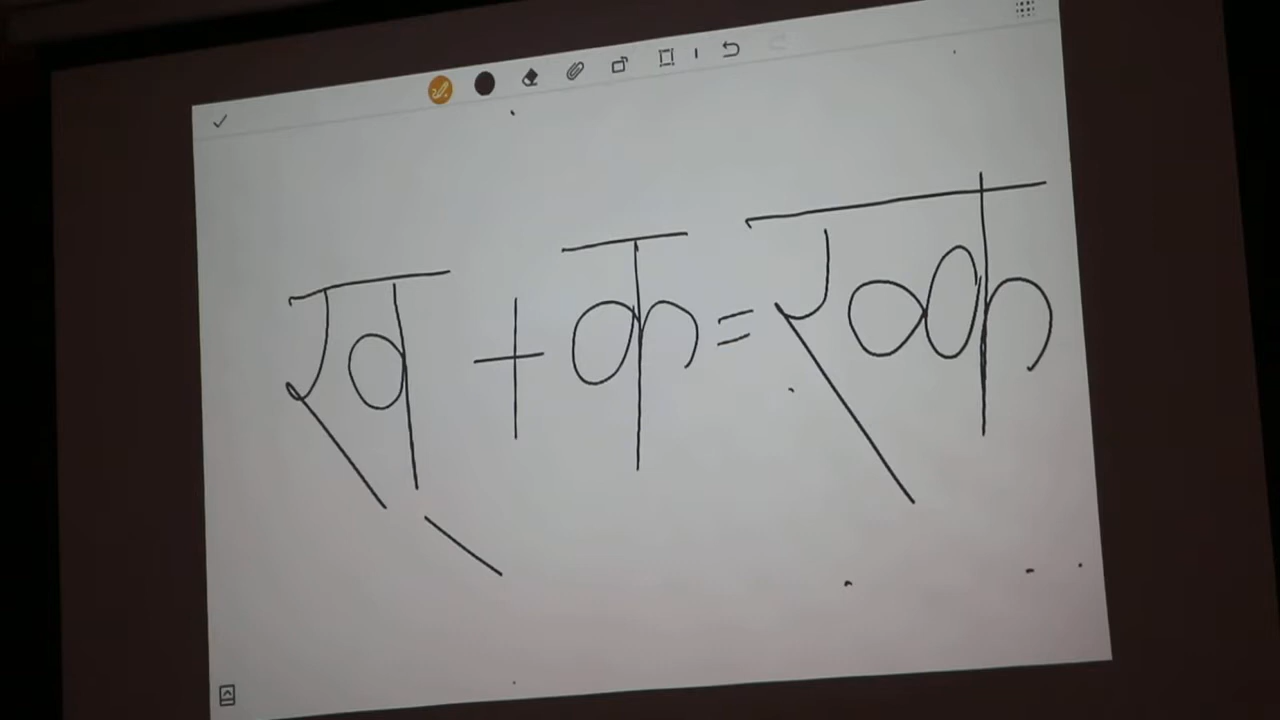 ख् + क = ख्क